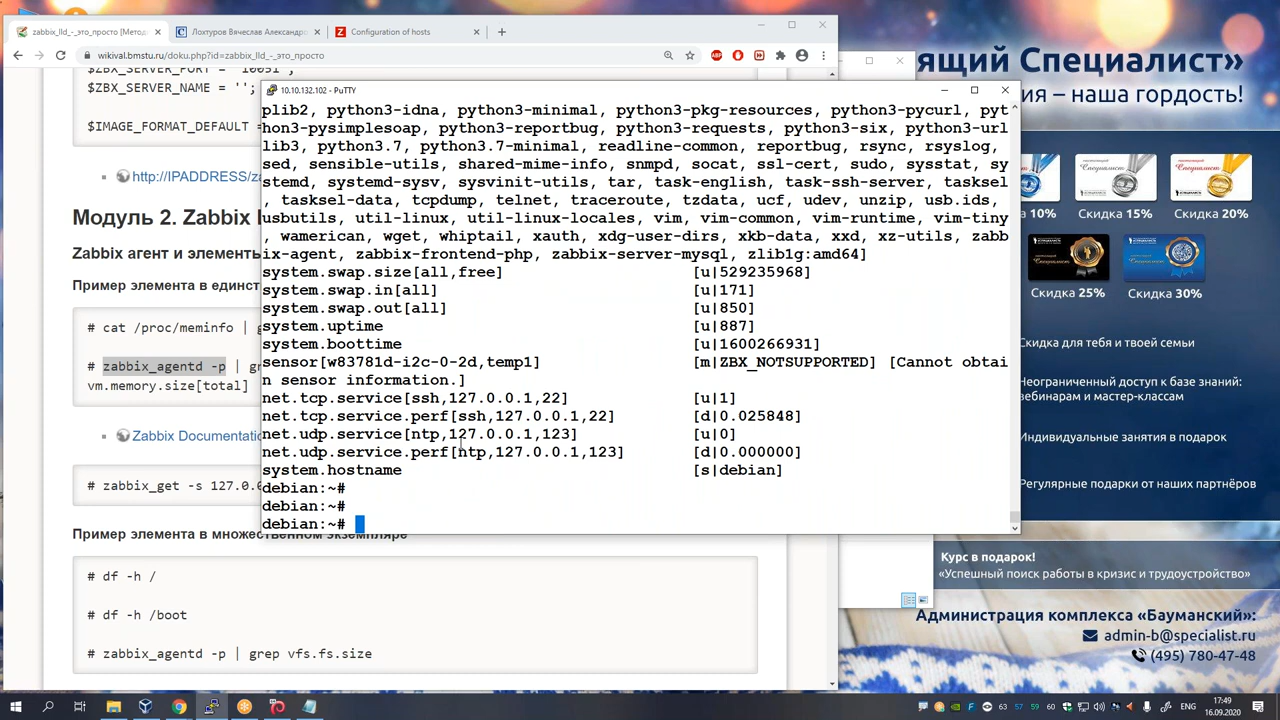 zabbix_lld_-_это_просто [Метод
Лохтуров Вячеслав Александро
Configuration of hosts
wikival.bmstu.ru/doku.php?id=zabbix_lld_-_это_просто
$ZBX_SERVER_PORT = '10051';
$ZBX_SERVER_NAME = '';
$IMAGE_FORMAT_DEFAULT =
http://IPADDRESS/za
Модуль 2. Zabbix
Zabbix агент и элементы
Пример элемента в единст
# cat /proc/meminfo | g
# zabbix_agentd -p | gr
vm.memory.size[total]
Zabbix Documentatio
# zabbix_get -s 127.0.0
Пример элемента в множественном экземпляре
# df -h /
# df -h /boot
# zabbix_agentd -p | grep vfs.fs.size
10.10.132.102 - PuTTY
plib2, python3-idna, python3-minimal, python3-pkg-resources, python3-pycurl, pyt
hon3-pysimplesoap, python3-reportbug, python3-requests, python3-six, python3-url
lib3, python3.7, python3.7-minimal, readline-common, reportbug, rsync, rsyslog,
sed, sensible-utils, shared-mime-info, snmpd, socat, ssl-cert, sudo, sysstat, sy
stemd, systemd-sysv, sysvinit-utils, tar, task-english, task-ssh-server, tasksel
, tasksel-data, tcpdump, telnet, traceroute, tzdata, ucf, udev, unzip, usb.ids,
usbutils, util-linux, util-linux-locales, vim, vim-common, vim-runtime, vim-tiny
, wamerican, wget, whiptail, xauth, xdg-user-dirs, xkb-data, xxd, xz-utils, zabb
ix-agent, zabbix-frontend-php, zabbix-server-mysql, zlib1g:amd64]
system.swap.size[all,free] [u|529235968]
system.swap.in[all] [u|171]
system.swap.out[all] [u|850]
system.uptime [u|887]
system.boottime [u|1600266931]
sensor[w83781d-i2c-0-2d,temp1] [m|ZBX_NOTSUPPORTED] [Cannot obtai
n sensor information.]
net.tcp.service[ssh,127.0.0.1,22] [u|1]
net.tcp.service.perf[ssh,127.0.0.1,22] [d|0.025848]
net.udp.service[ntp,127.0.0.1,123] [u|0]
net.udp.service.perf[ntp,127.0.0.1,123] [d|0.000000]
system.hostname [s|debian]
debian:~#
debian:~#
debian:~#
ящий Специалист»
ия – наша гордость!
10% Скидка 15% Скидка 20%
Скидка 25% Скидка 30%
Скидка для тебя и твоей семьи
Неограниченный доступ к базе знаний:
вебинарам и мастер-классам
Индивидуальные занятия в подарок
Регулярные подарки от наших партнёров
Курс в подарок!
«Успешный поиск работы в кризис и трудоустройство»
Администрация комплекса «Бауманский»:
admin-b@specialist.ru
(495) 780-47-48
63 57 59 60
ENG
17:49
16.09.2020